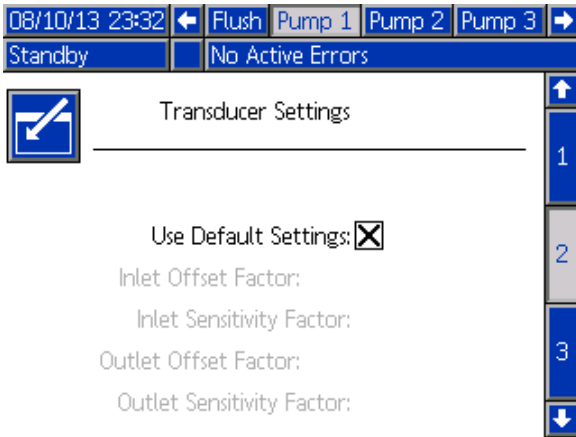 08/10/13 23:32 Flush Pump 1 Pump 2 Pump 3
Standby No Active Errors
Transducer Settings
1
Use Default Settings:
2
Inlet Offset Factor:
Inlet Sensitivity Factor:
Outlet Offset Factor:
3
Outlet Sensitivity Factor: